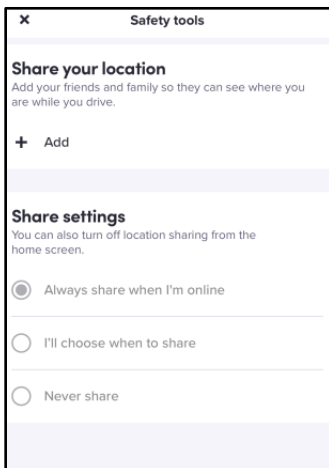 × Safety tools
Share your location
Add your friends and family so they can see where you
are while you drive.
+ Add
Share settings
You can also turn off location sharing from the
home screen.
Always share when I'm online
I'll choose when to share
Never share